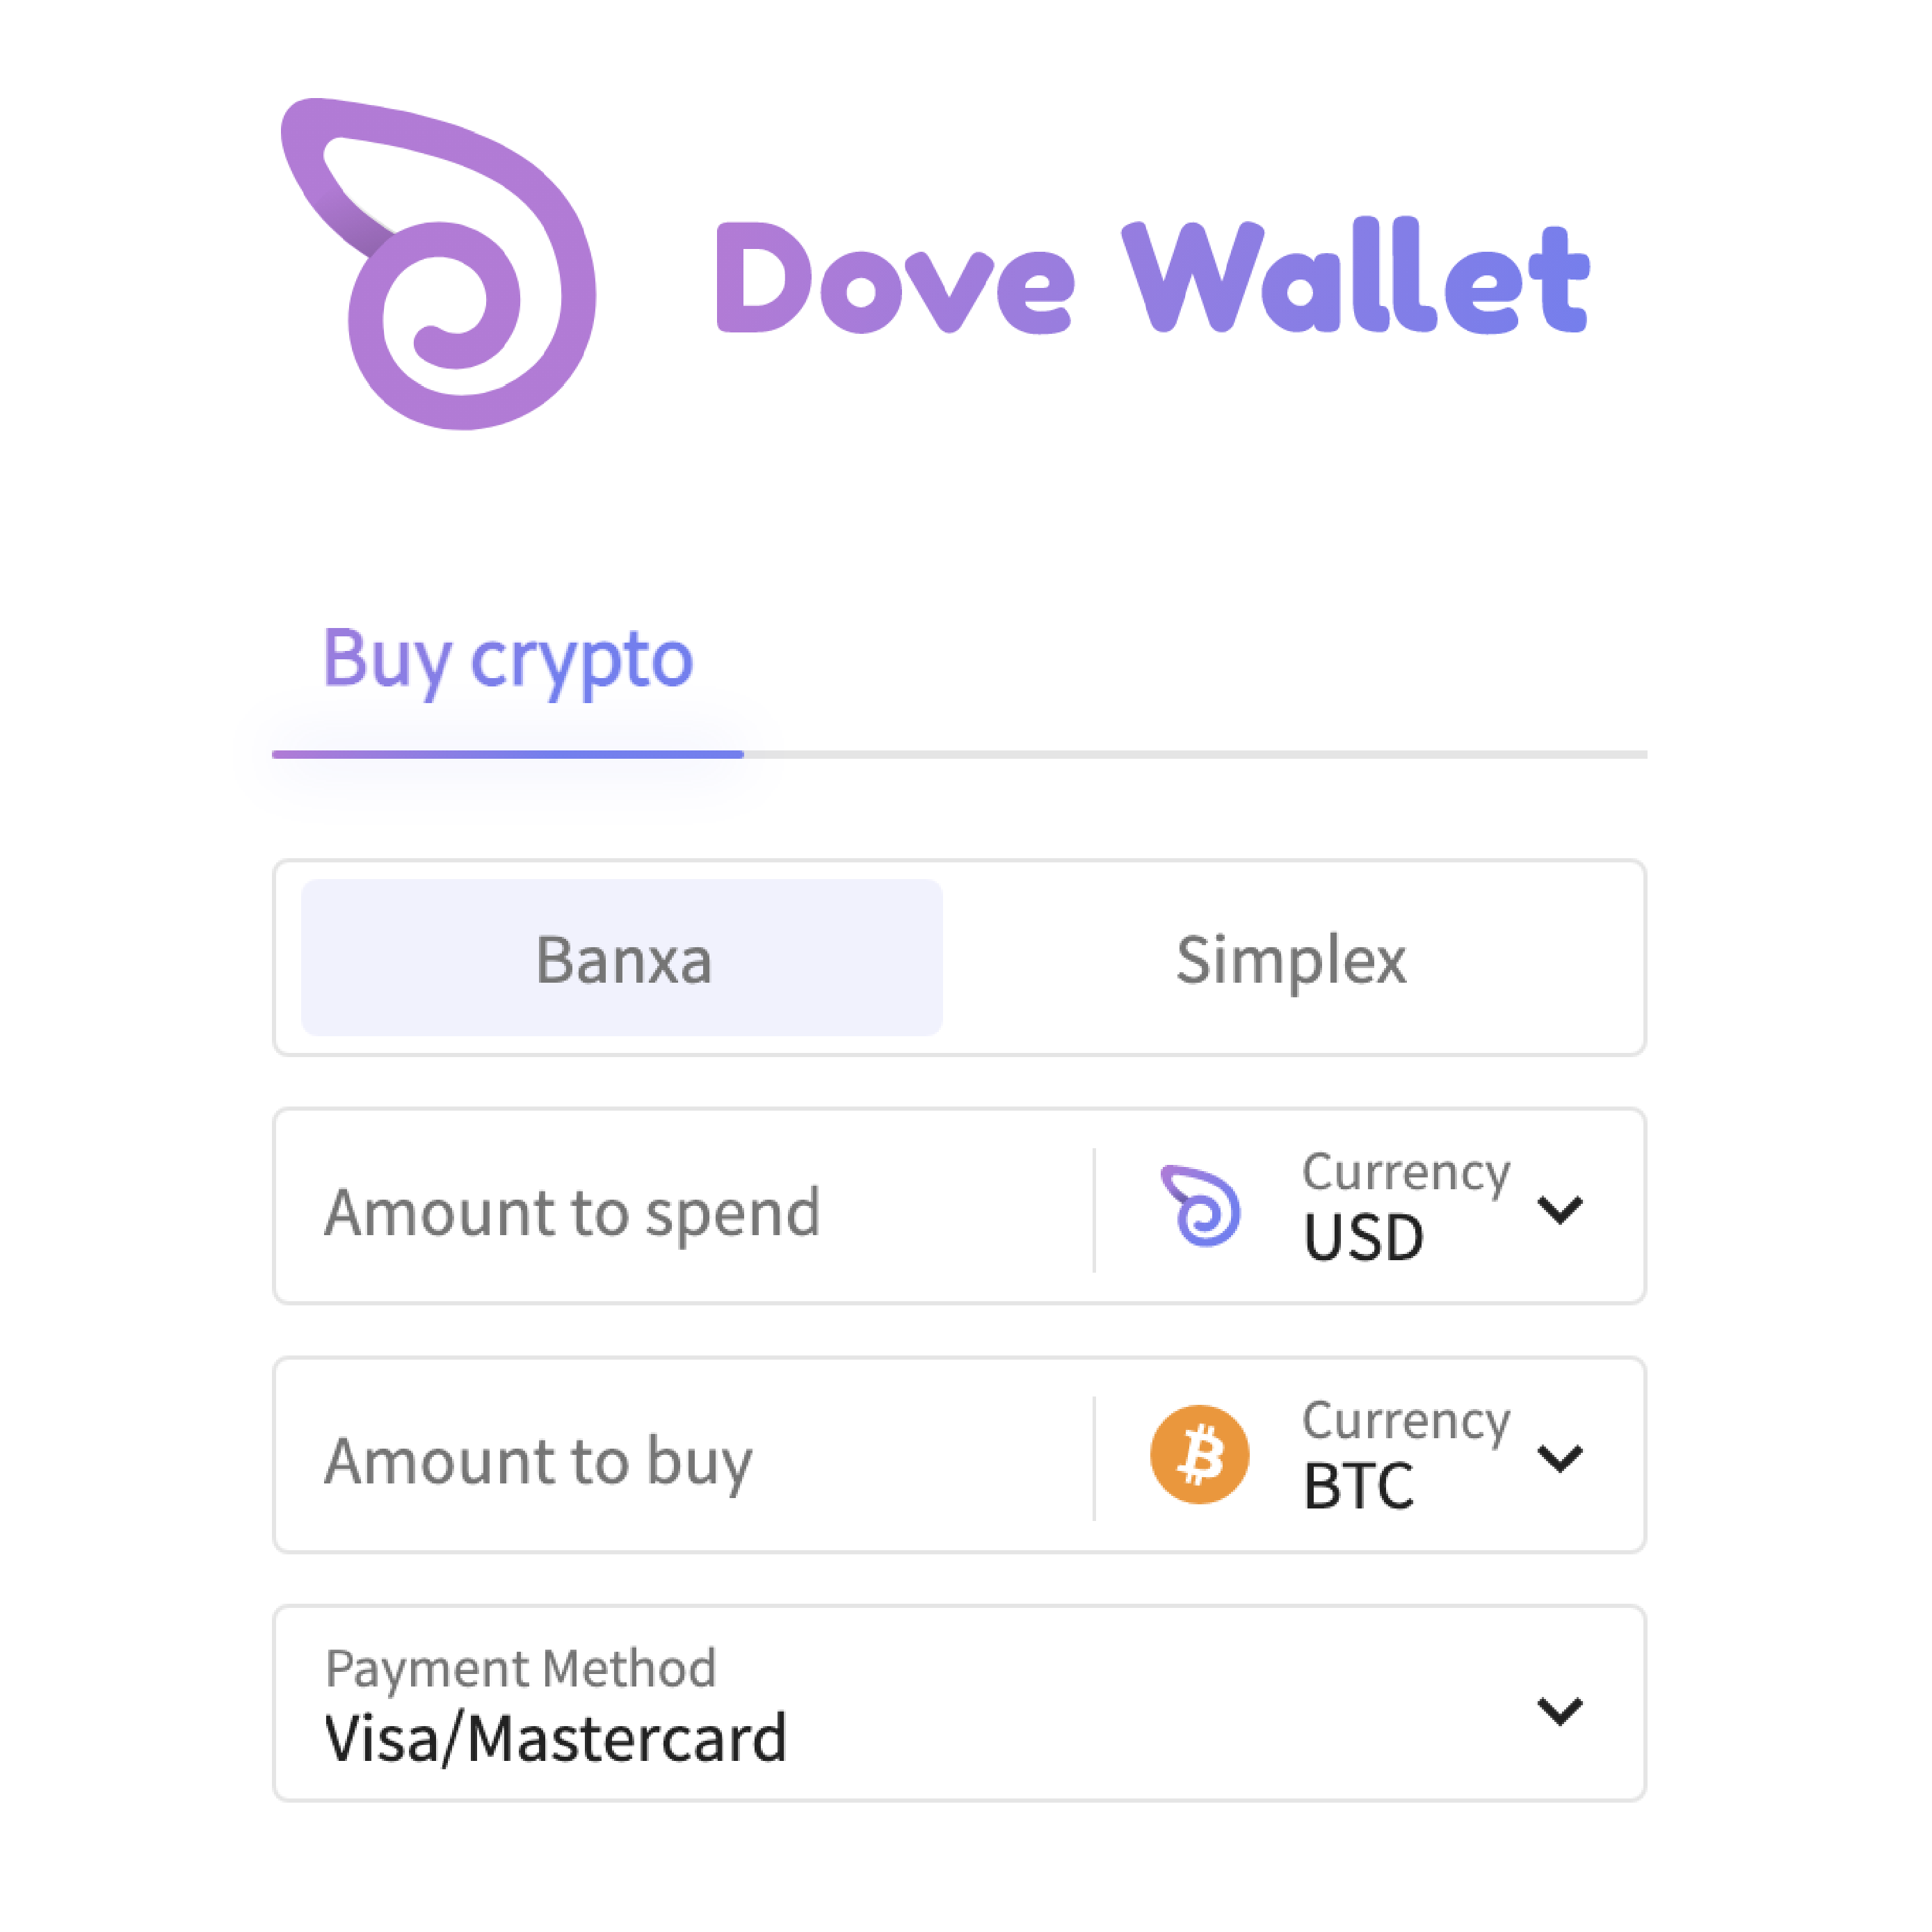 Dove Wallet
Buy crypto
Banxa
Simplex
Amount to spend
Currency
USD
Amount to buy
Currency
BTC
Payment Method
Visa/Mastercard